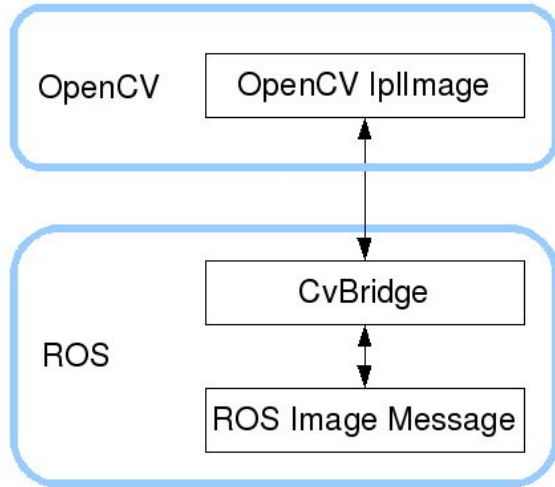 OpenCV
OpenCV IplImage
CvBridge
ROS
ROS Image Message